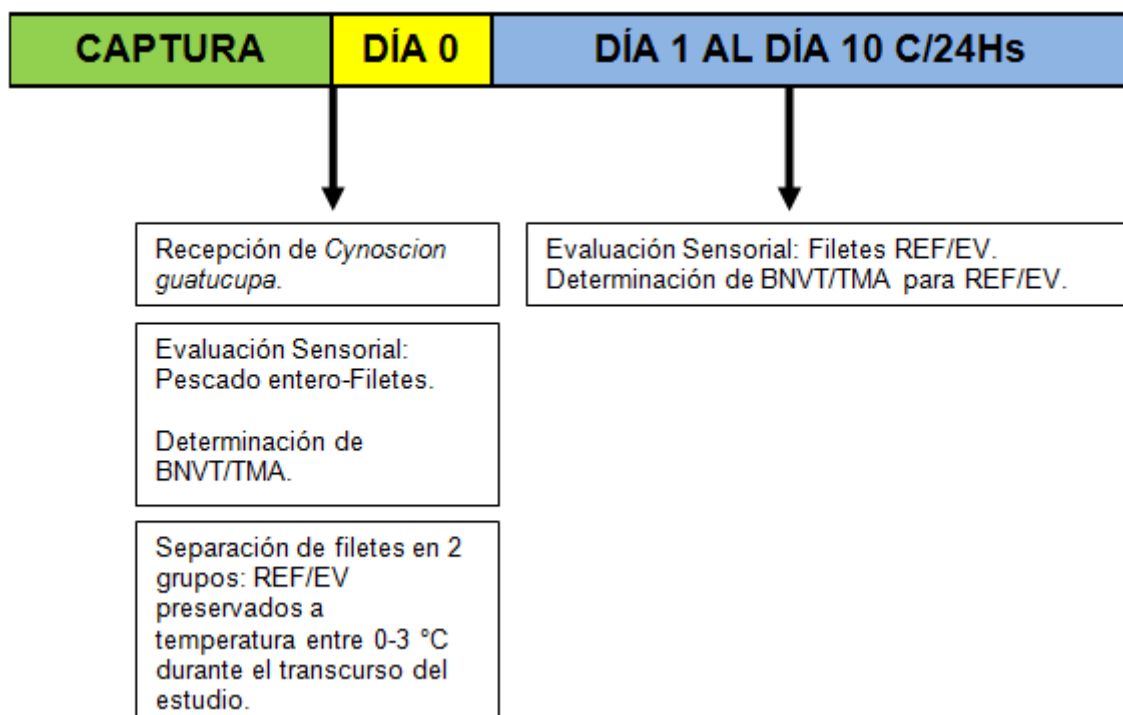 CAPTURA
DÍA 0
DÍA 1 AL DÍA 10 C/24Hs
Recepción de Cynoscion
guatucupa.
Evaluación Sensorial:
Pescado entero-Filetes.
Determinación de
BNVT/TMA.
Separación de filetes en 2
grupos: REF/EV
preservados a
temperatura entre 0-3 °C
durante el transcurso del
estudio.
Evaluación Sensorial: Filetes REF/EV.
Determinación de BNVT/TMA para REF/EV.